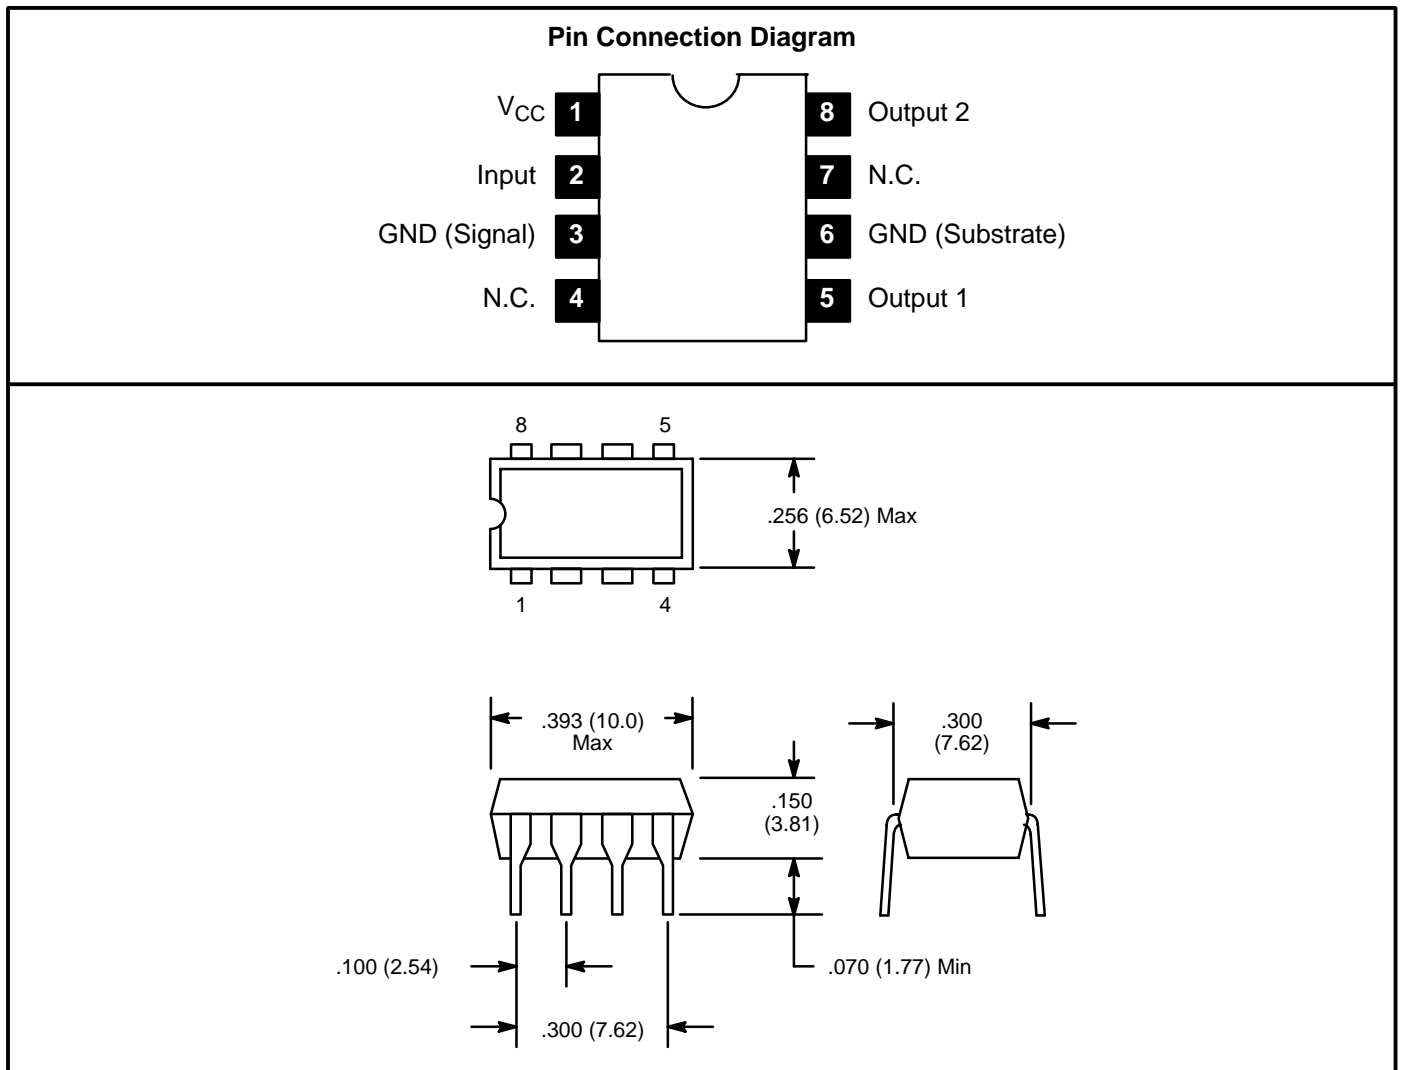 Pin Connection Diagram
VCC 1
8 Output 2
Input 2
7 N.C.
GND (Signal) 3
6 GND (Substrate)
N.C. 4
5 Output 1
8 5
.256 (6.52) Max
1 4
.393 (10.0)
Max
.300
(7.62)
.150
(3.81)
.100 (2.54)
.070 (1.77) Min
.300 (7.62)